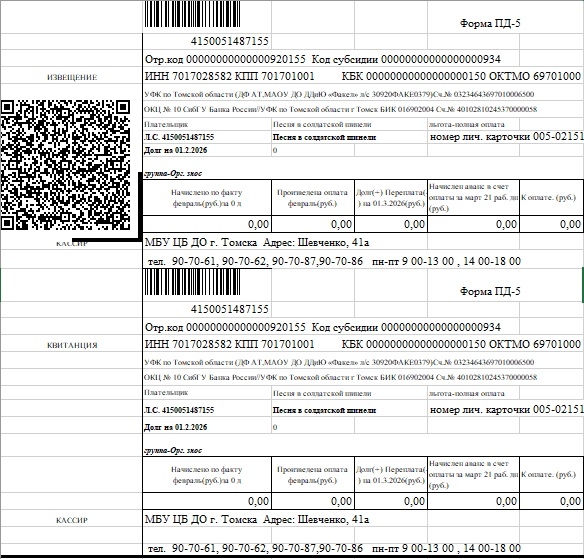 Форма ПД-5
4150051487155
Отр.код 00000000000000920155 Код субсидии 00000000000000000934
ИЗВЕЩЕНИЕ
ИНН 7017028582 КПП 701701001 КБК 00000000000000000150 ОКТМО 69701000
УФК по Томской области (ДФ АТ,МАОУ ДО ДДиЮ «Факел» л/с 30920ФАКЕ0379)Сч.№ 03234643697010006500
ОКЦ № 10 СибГУ Банка России//УФК по Томской области г Томск БИК 016902004 Сч.№ 40102810245370000058
Плательщик Песня в солдатской шинели льгота-полная оплата
Л.С. 4150051487155 Песня в солдатской шинели номер лич. карточки 005-02151
Долг на 01.2.2026 0
группа-Орг. знос
Начислено по факту февраль(руб.)за 0 д
Произведена оплата февраль(руб.)
Долг(+) Переплата(-) на 01.3.2026(руб.)
Начислен аванс в счет оплаты за март 21 раб. дн (руб.)
К оплате. (руб.)
0,00 0,00 0,00 0,00 0,00
КАССИР
МБУ ЦБ ДО г. Томска Адрес: Шевченко, 41а
тел. 90-70-61, 90-70-62, 90-70-87,90-70-86 пн-пт 9 00-13 00 , 14 00-18 00
Форма ПД-5
4150051487155
Отр.код 00000000000000920155 Код субсидии 00000000000000000934
КВИТАНЦИЯ
ИНН 7017028582 КПП 701701001 КБК 00000000000000000150 ОКТМО 69701000
УФК по Томской области (ДФ АТ,МАОУ ДО ДДиЮ «Факел» л/с 30920ФАКЕ0379)Сч.№ 03234643697010006500
ОКЦ № 10 СибГУ Банка России//УФК по Томской области г Томск БИК 016902004 Сч.№ 40102810245370000058
Плательщик Песня в солдатской шинели льгота-полная оплата
Л.С. 4150051487155 Песня в солдатской шинели номер лич. карточки 005-02151
Долг на 01.2.2026 0
группа-Орг. знос
Начислено по факту февраль(руб.)за 0 д
Произведена оплата февраль(руб.)
Долг(+) Переплата(-) на 01.3.2026(руб.)
Начислен аванс в счет оплаты за март 21 раб. дн (руб.)
К оплате. (руб.)
0,00 0,00 0,00 0,00 0,00
КАССИР
МБУ ЦБ ДО г. Томска Адрес: Шевченко, 41а
тел. 90-70-61, 90-70-62, 90-70-87,90-70-86 пн-пт 9 00-13 00 , 14 00-18 00